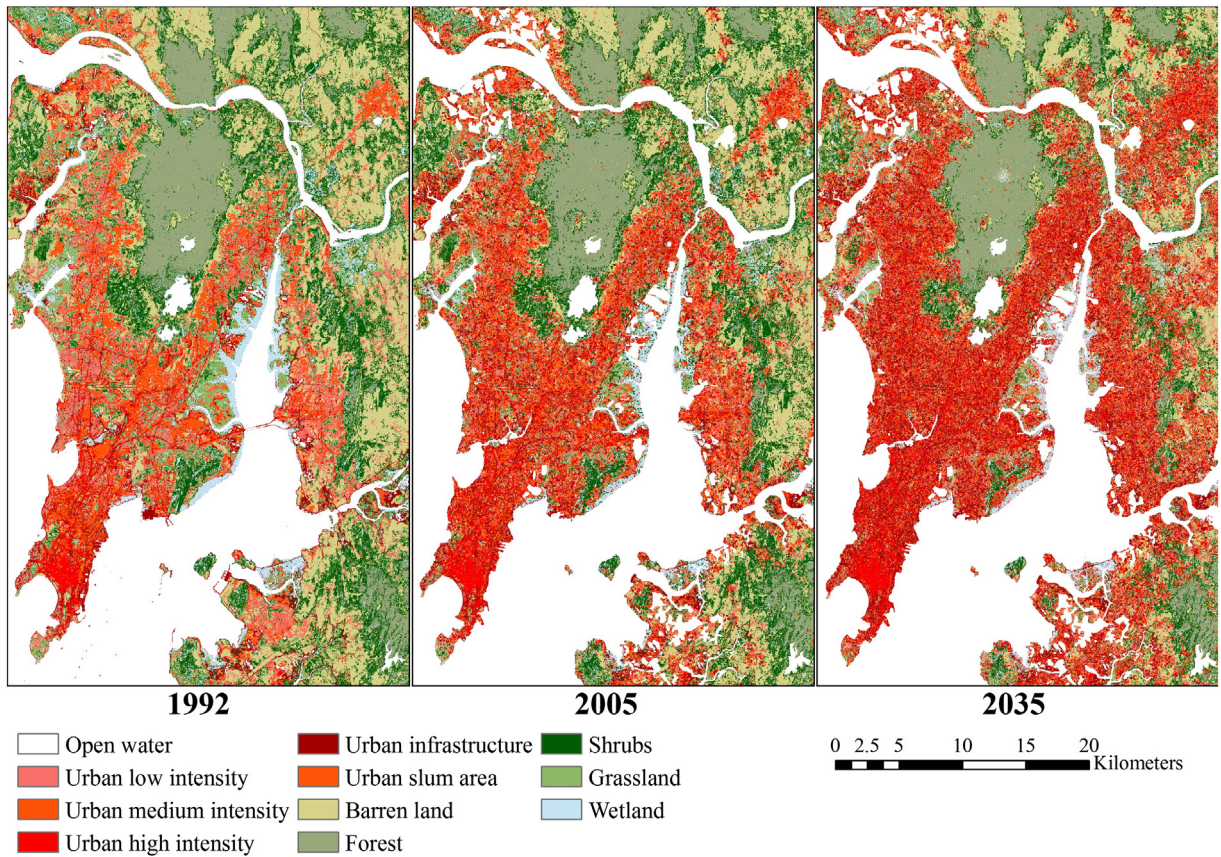 1992
2005
2035
Open water
Urban low intensity
Urban medium intensity
Urban high intensity
Urban infrastructure
Urban slum area
Barren land
Forest
Shrubs
Grassland
Wetland
0 2.5 5 10 15 20
Kilometers